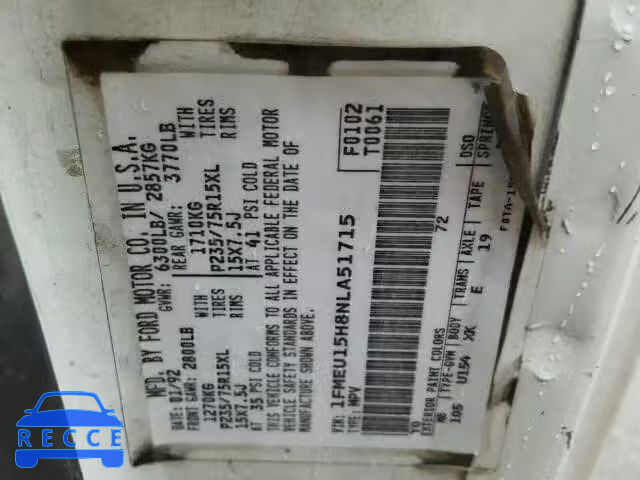 MFD. BY FORD MOTOR CO. IN U.S.A.
DATE: 01/92 GVWR: 6300LB/ 2857KG
FRONT GAWR: 2800LB REAR GAWR: 3770LB
1270KG WITH 1710KG WITH
P235/75R15XL TIRES P235/75R15XL TIRES
15X7.5J RIMS 15X7.5J RIMS
AT 35 PSI COLD AT 41 PSI COLD
THIS VEHICLE CONFORMS TO ALL APPLICABLE FEDERAL MOTOR
VEHICLE SAFETY STANDARDS IN EFFECT ON THE DATE OF
MANUFACTURE SHOWN ABOVE.
F0102
T0061
VIN: 1FMEU15H8NLA51715
TYPE: MPV
YO 72
EXTERIOR PAINT COLORS DSO
WB TYPE-GVW BODY TRANS AXLE TAPE SPRING
105 U154 XK E 19
RECCE